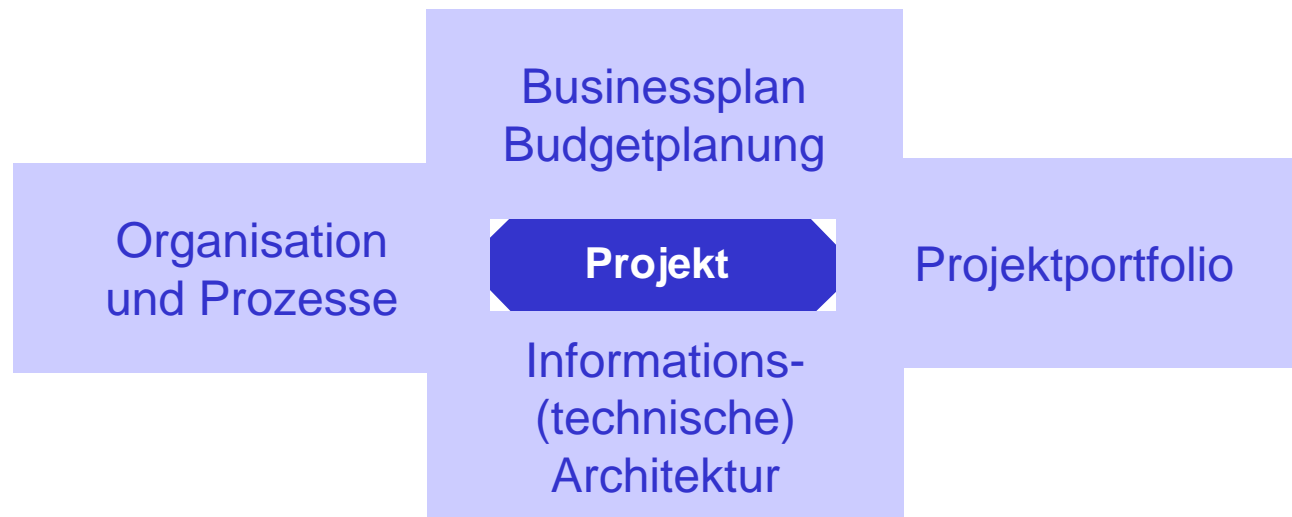 Businessplan
Budgetplanung
Organisation
und Prozesse
Projekt
Projektportfolio
Informations-
(technische)
Architektur